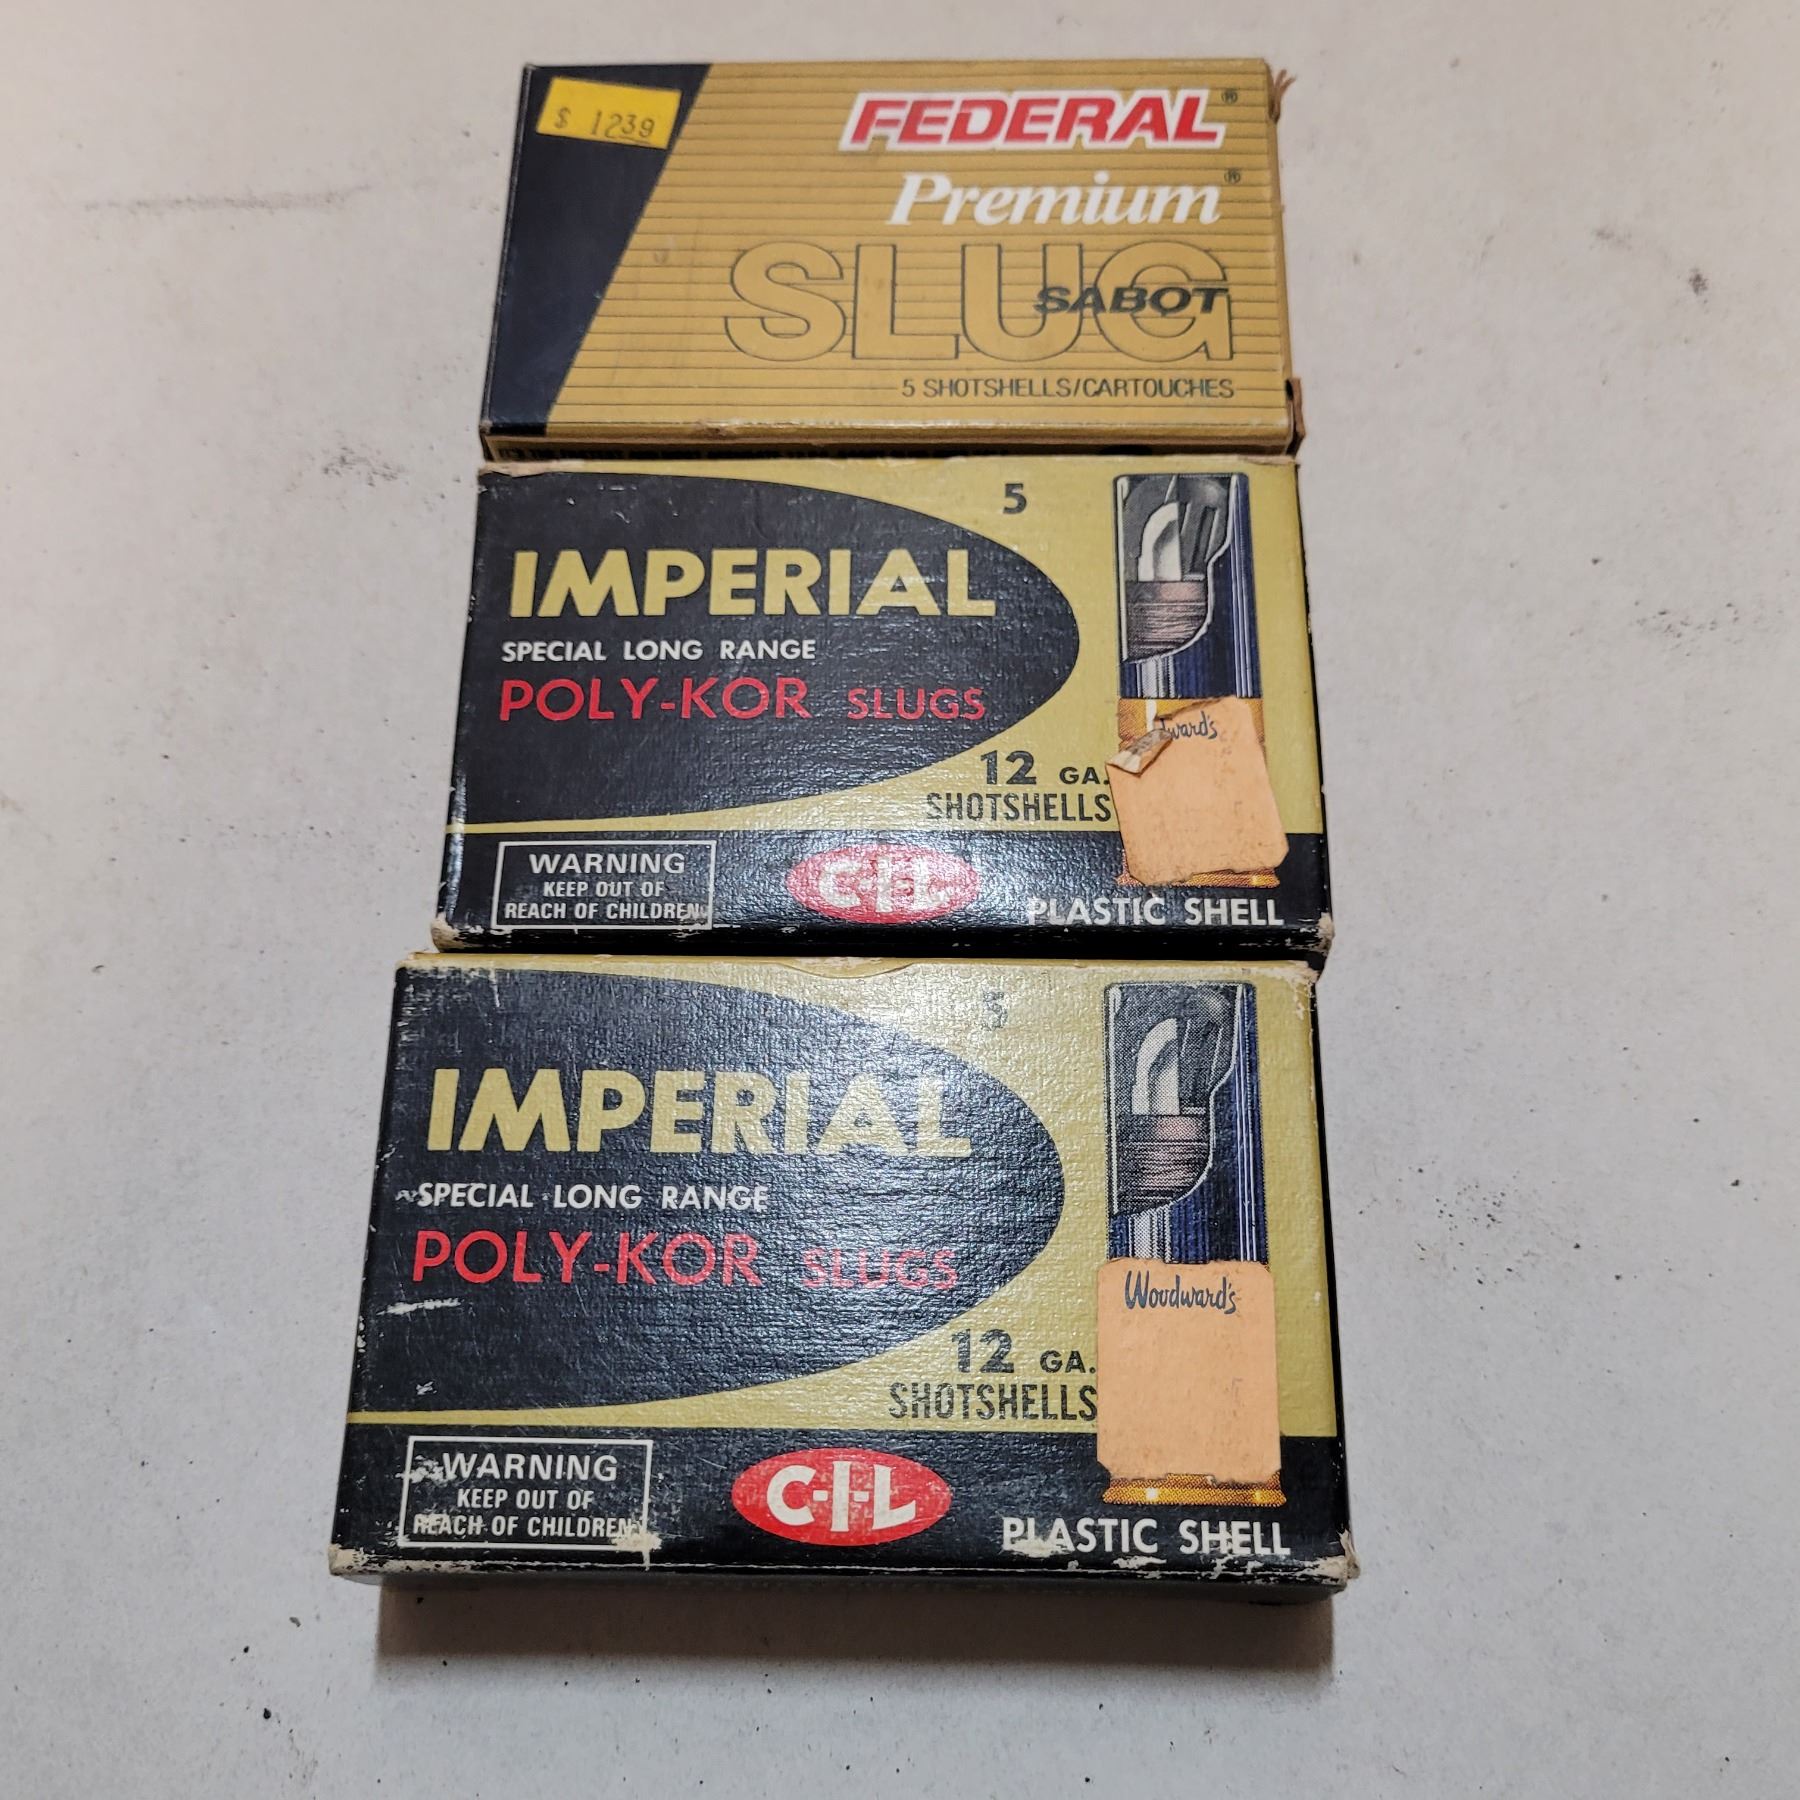 $ 1239
FEDERAL®
Premium®
SLUG
SABOT
5 SHOTSHELLS/CARTOUCHES
5
IMPERIAL
SPECIAL LONG RANGE
POLY-KOR SLUGS
12 GA.
SHOTSHELLS
WARNING
KEEP OUT OF
REACH OF CHILDREN
C-I-L
PLASTIC SHELL
5
IMPERIAL
SPECIAL LONG RANGE
POLY-KOR SLUGS
Woodward's
12 GA.
SHOTSHELLS
WARNING
KEEP OUT OF
REACH OF CHILDREN
C-I-L
PLASTIC SHELL